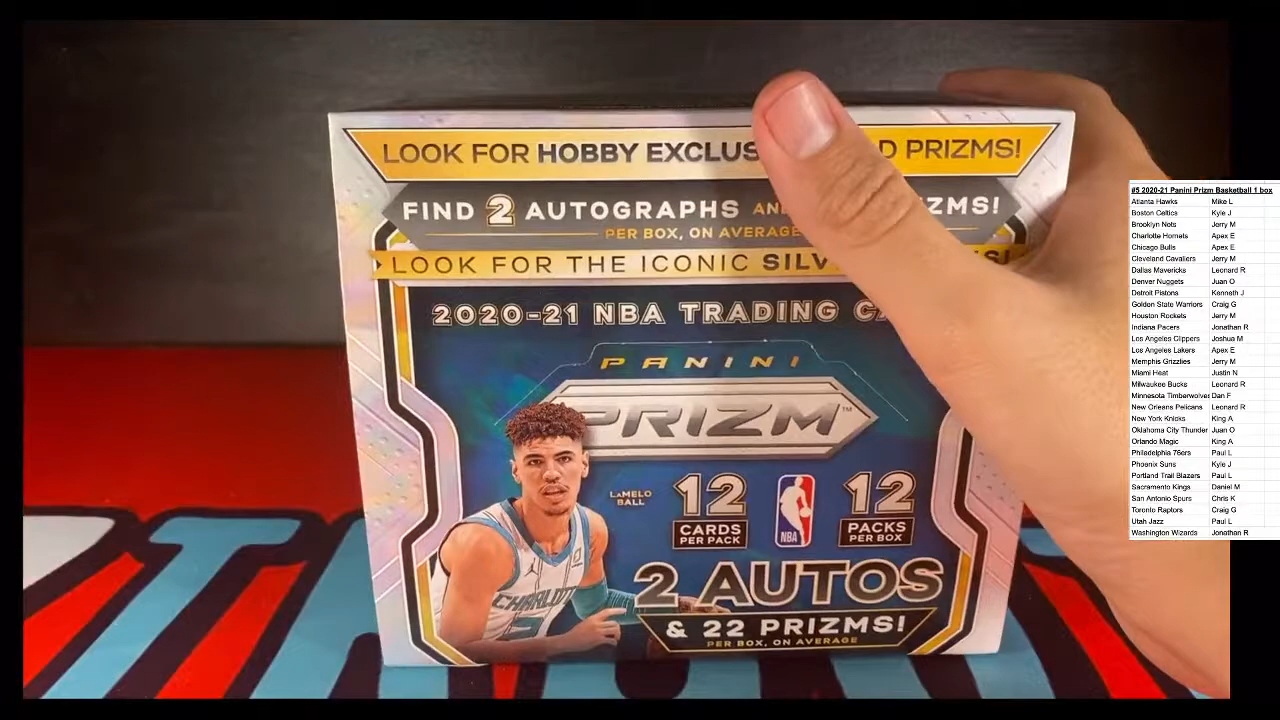 LOOK FOR HOBBY EXCLUS D PRIZMS!
FIND 2 AUTOGRAPHS AN ZMS!
PER BOX, ON AVERAGE
LOOK FOR THE ICONIC SILV S!
2020-21 NBA TRADING CA
PANINI
PRIZM™
LaMELO
BALL
12
CARDS
PER PACK
NBA
12
PACKS
PER BOX
CHARLOT
2 AUTOS
& 22 PRIZMS!
PER BOX, ON AVERAGE
#5 2020-21 Panini Prizm Basketball 1 box
Atlanta Hawks Mike L
Boston Celtics Kyle J
Brooklyn Nets Jerry M
Charlotte Hornets Apex E
Chicago Bulls Apex E
Cleveland Cavaliers Jerry M
Dallas Mavericks Leonard R
Denver Nuggets Juan O
Detroit Pistons Kenneth J
Golden State Warriors Craig G
Houston Rockets Jerry M
Indiana Pacers Jonathan R
Los Angeles Clippers Joshua M
Los Angeles Lakers Apex E
Memphis Grizzlies Jerry M
Miami Heat Justin N
Milwaukee Bucks Leonard R
Minnesota Timberwolves Dan F
New Orleans Pelicans Leonard R
New York Knicks King A
Oklahoma City Thunder Juan O
Orlando Magic King A
Philadelphia 76ers Paul L
Phoenix Suns Kyle J
Portland Trail Blazers Paul L
Sacramento Kings Daniel M
San Antonio Spurs Chris K
Toronto Raptors Craig G
Utah Jazz Paul L
Washington Wizards Jonathan R